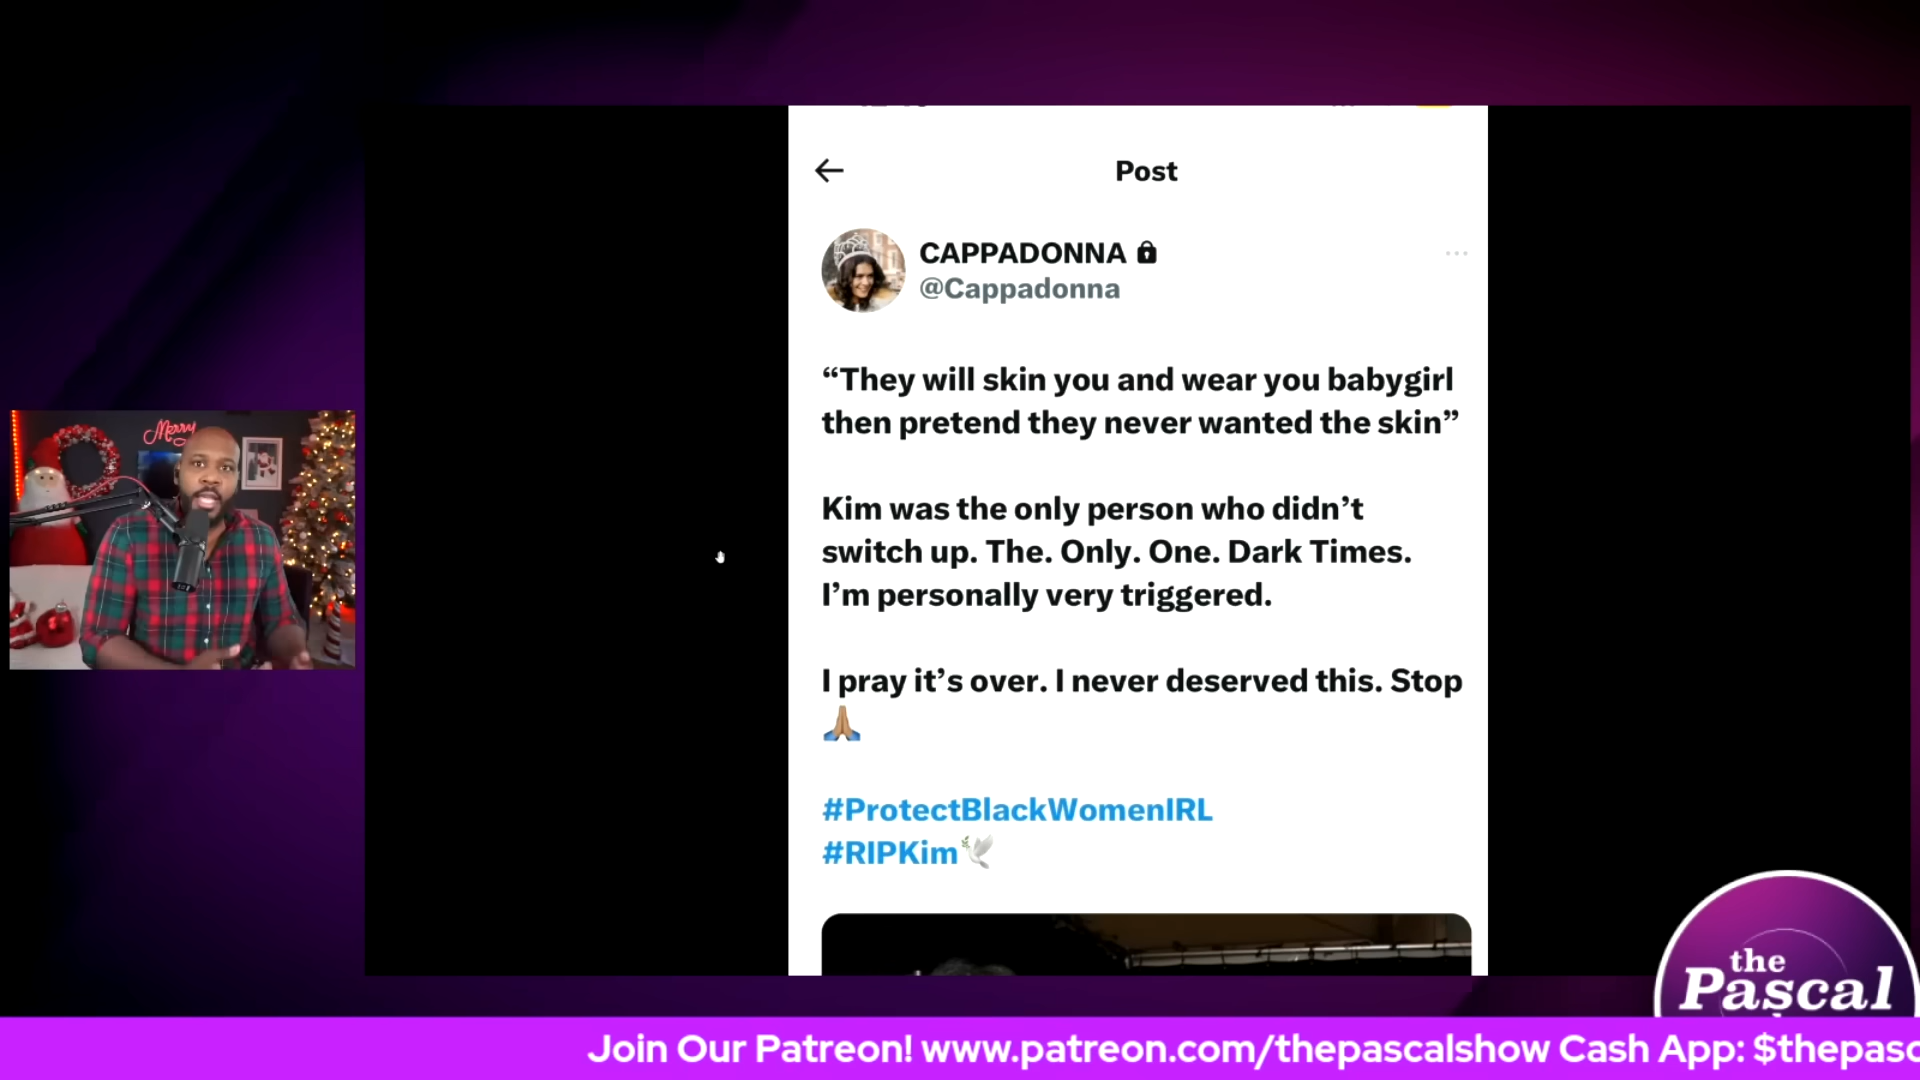 Post
CAPPADONNA
@Cappadonna
“They will skin you and wear you babygirl
then pretend they never wanted the skin”
Kim was the only person who didn’t
switch up. The. Only. One. Dark Times.
I’m personally very triggered.
I pray it’s over. I never deserved this. Stop
🙏🏽
#ProtectBlackWomenIRL
#RIPKim🕊️
Merry
the
Pascal
Join Our Patreon! www.patreon.com/thepascalshow Cash App: $thepasc